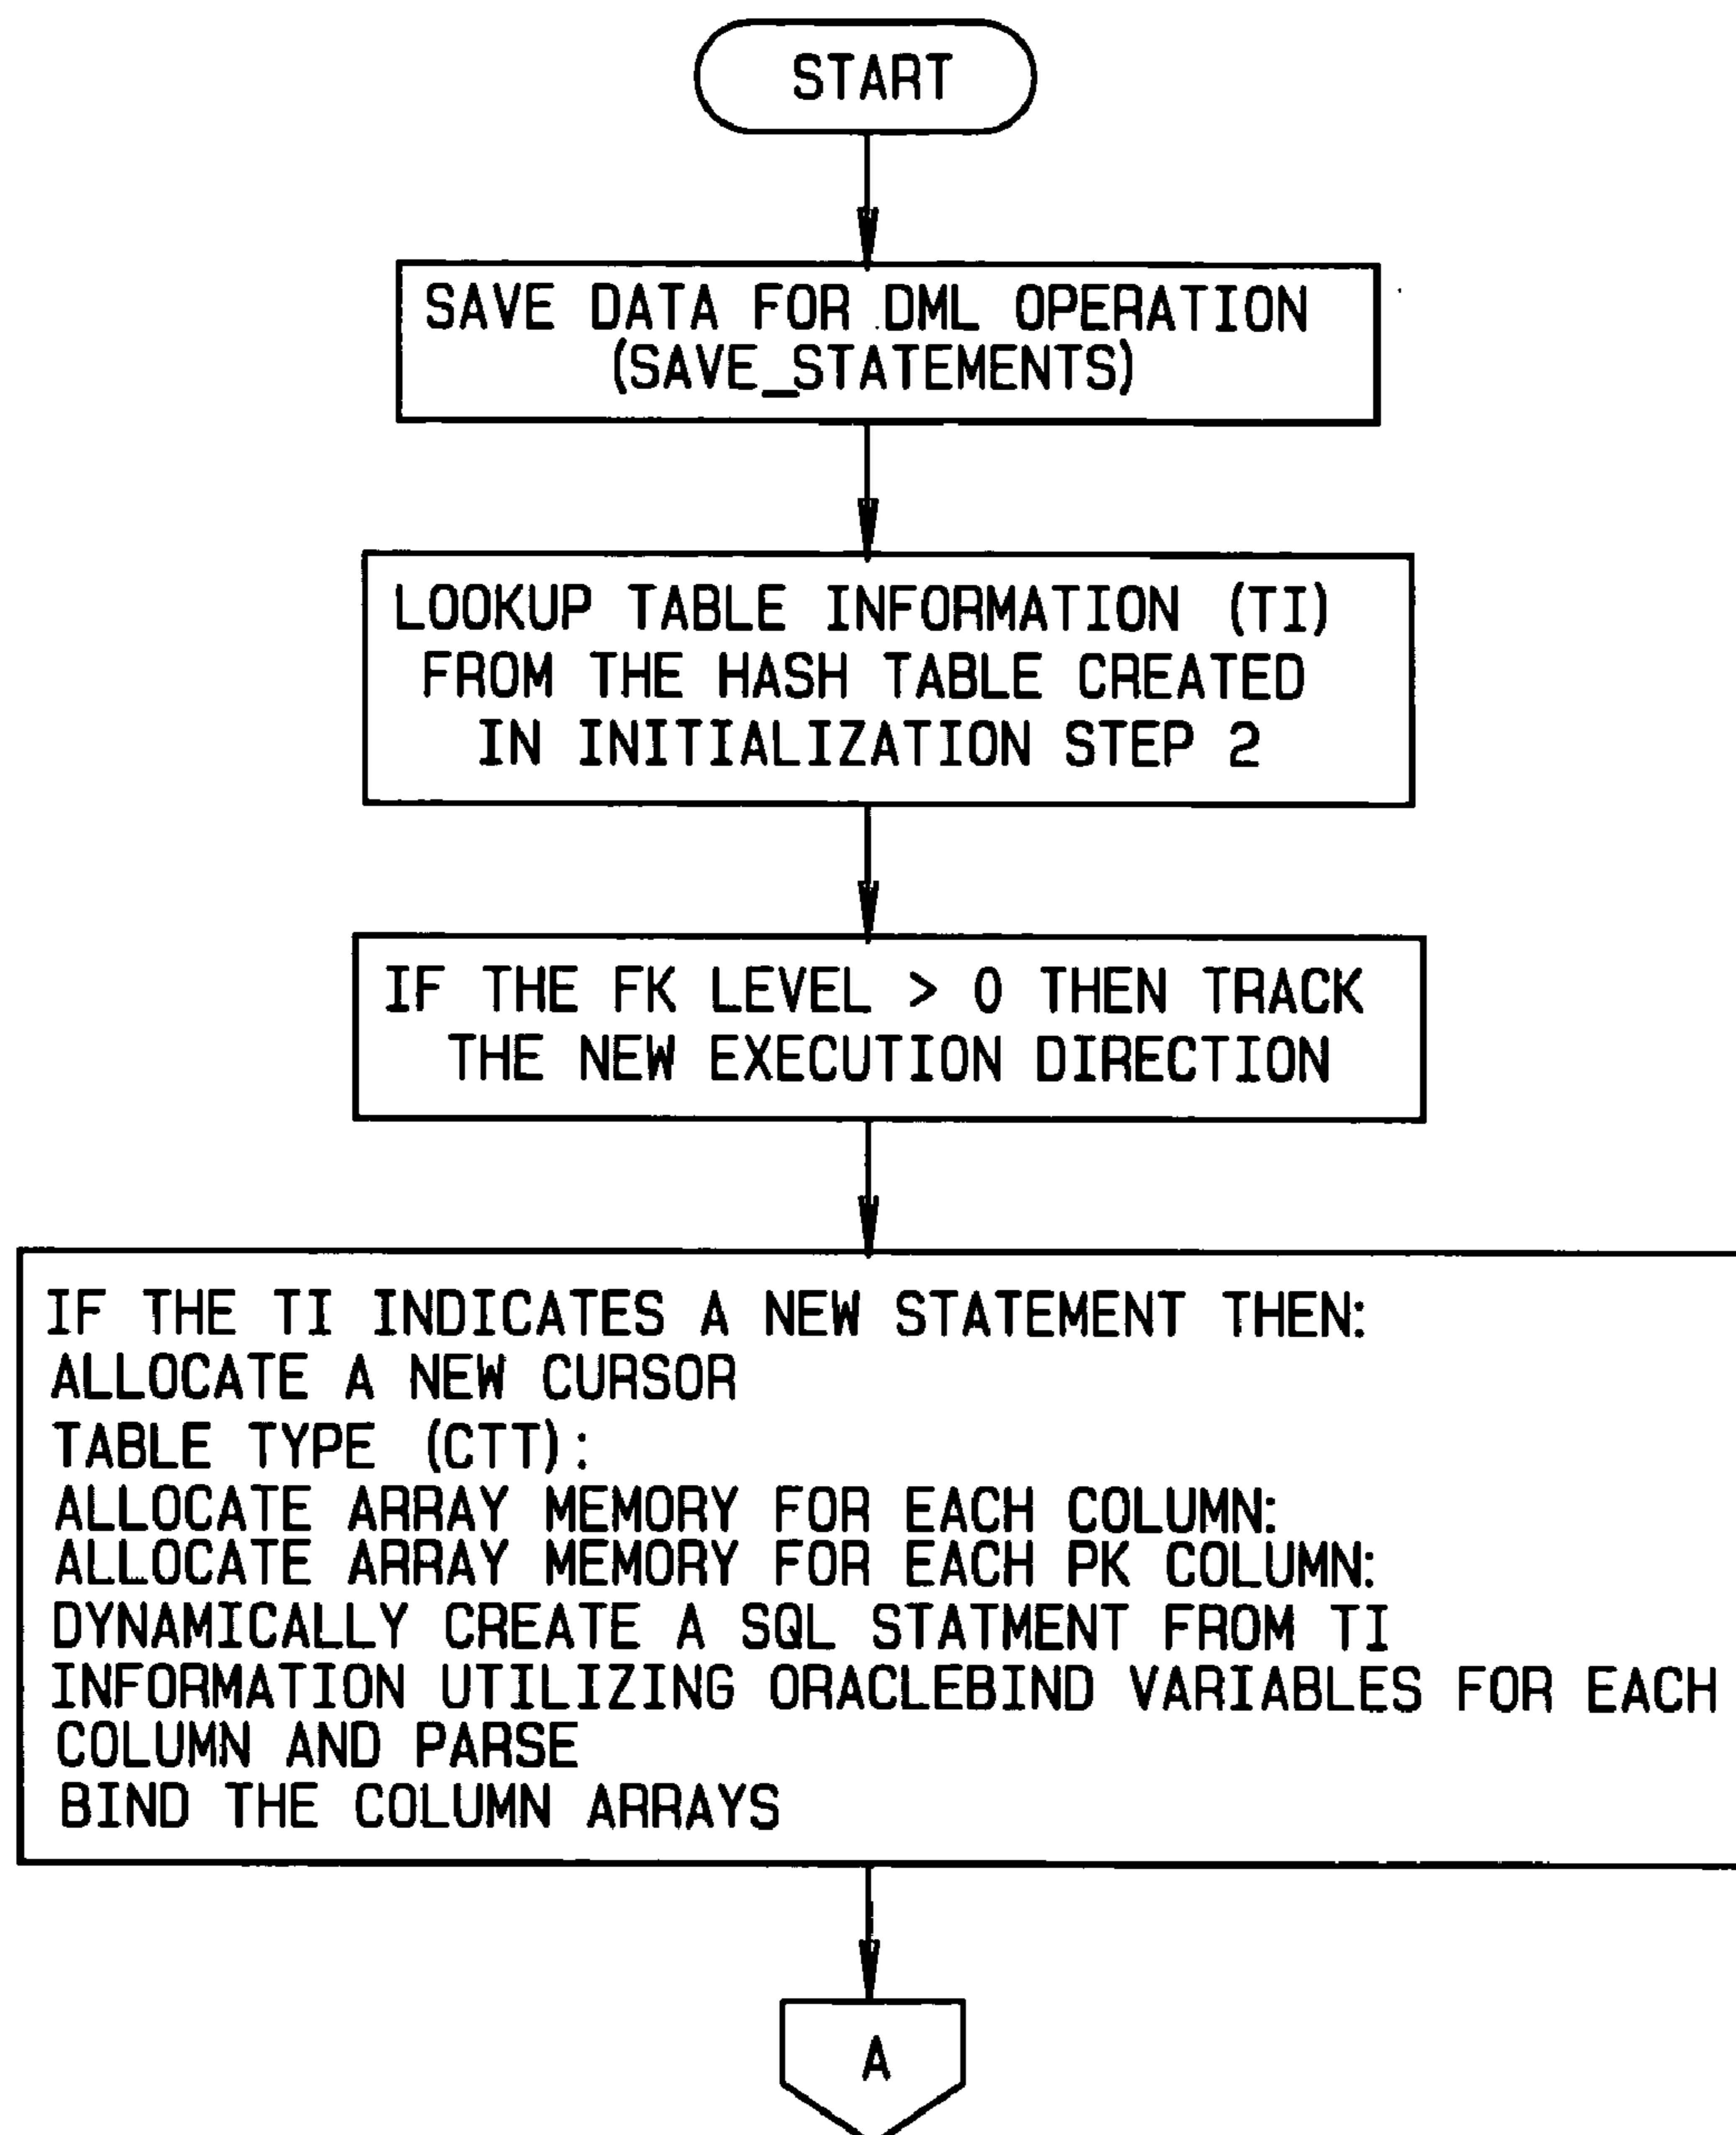 START
SAVE DATA FOR DML OPERATION
(SAVE_STATEMENTS)
LOOKUP TABLE INFORMATION (TI)
FROM THE HASH TABLE CREATED
IN INITIALIZATION STEP 2
IF THE FK LEVEL > 0 THEN TRACK
THE NEW EXECUTION DIRECTION
IF THE TI INDICATES A NEW STATEMENT THEN:
ALLOCATE A NEW CURSOR
TABLE TYPE (CTT):
ALLOCATE ARRAY MEMORY FOR EACH COLUMN:
ALLOCATE ARRAY MEMORY FOR EACH PK COLUMN:
DYNAMICALLY CREATE A SQL STATMENT FROM TI
INFORMATION UTILIZING ORACLEBIND VARIABLES FOR EACH
COLUMN AND PARSE
BIND THE COLUMN ARRAYS
A